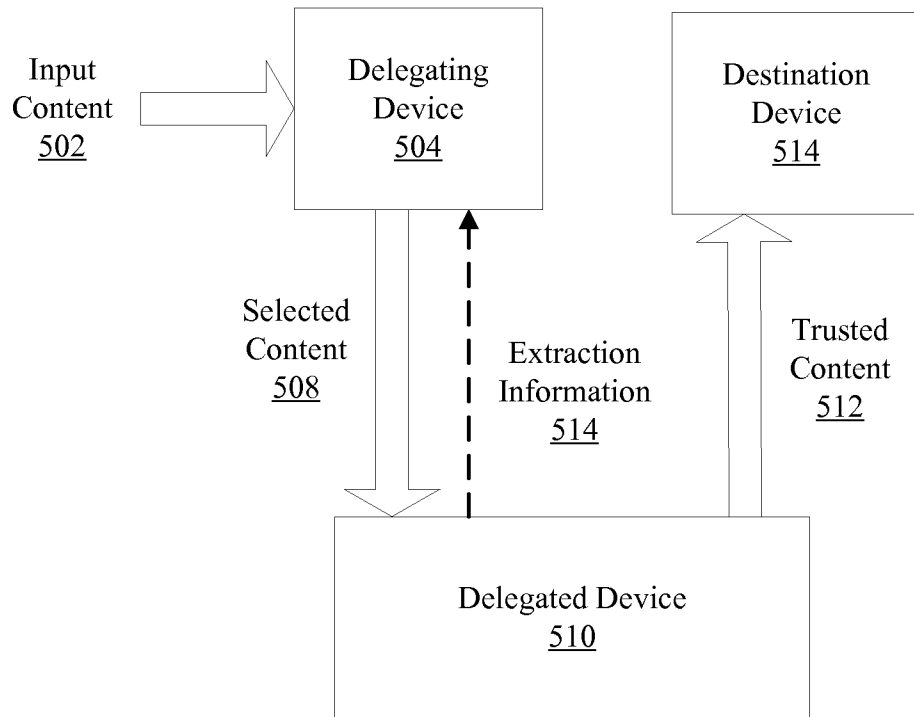 Input
Content
502
Delegating
Device
504
Destination
Device
514
Selected
Content
508
Extraction
Information
514
Trusted
Content
512
Delegated Device
510